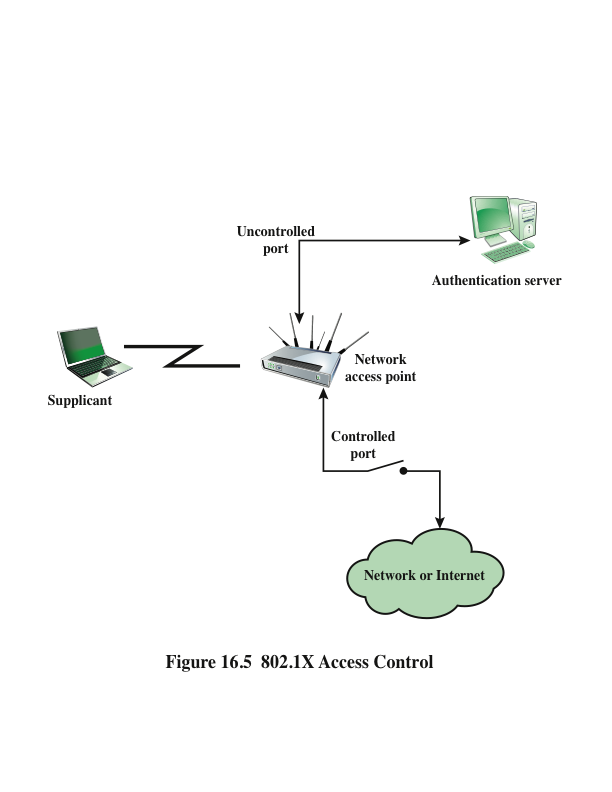 Uncontrolled
port
Authentication server
Network
access point
Supplicant
Controlled
port
Network or Internet
Figure 16.5  802.1X Access Control